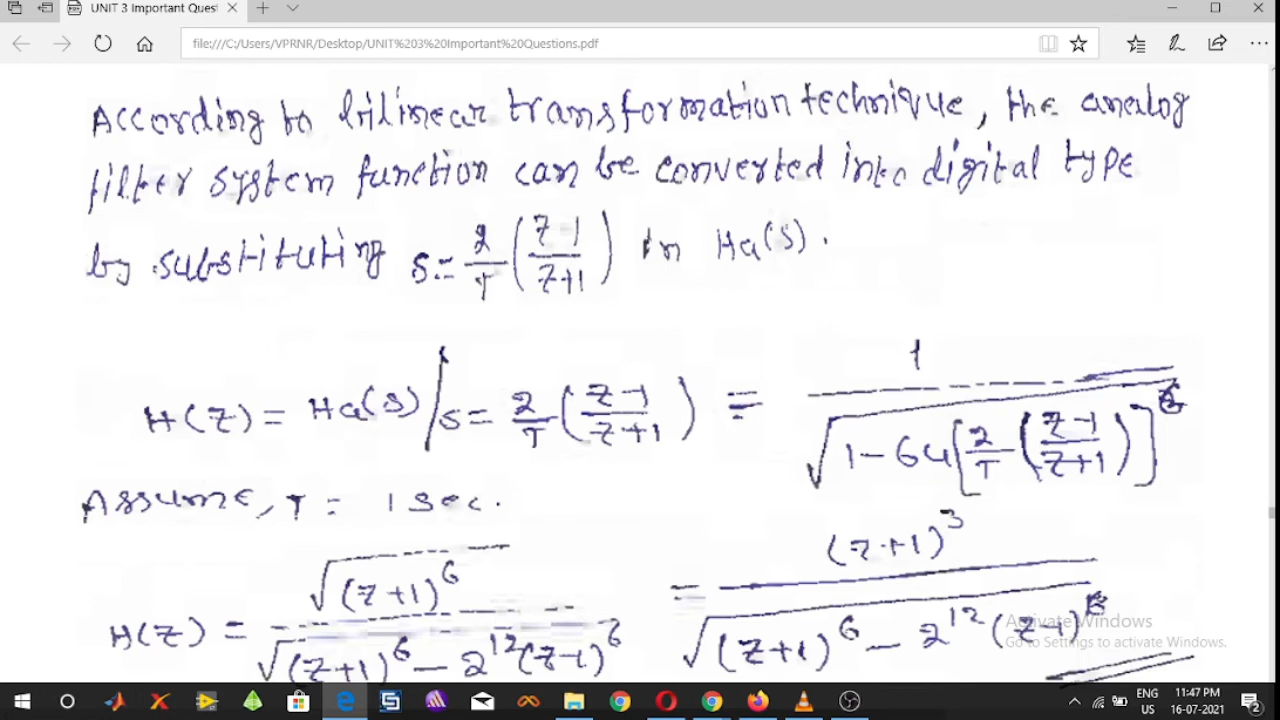 UNIT 3 Important Quest
file:///C:/Users/VPRNR/Desktop/UNIT%203%20Important%20Questions.pdf
According to bilinear transformation technique, the analog
filter system function can be converted into digital type
by substituting s = 2/T (Z-1/Z+1) in Ha(s).
H(Z) = Ha(s) / s = 2/T (Z-1/Z+1) = 1/√(1-64[2/T (Z-1/Z+1)]^6)
Assume, T = 1 sec.
H(Z) = √(Z+1)^6/√((Z+1)^6 - 2^12 (Z-1)^6) = (Z+1)^3/√((Z+1)^6 - 2^12 (Z-1)^6)
Activate Windows
Go to Settings to activate Windows.
ENG 11:47 PM
US 16-07-2021
2